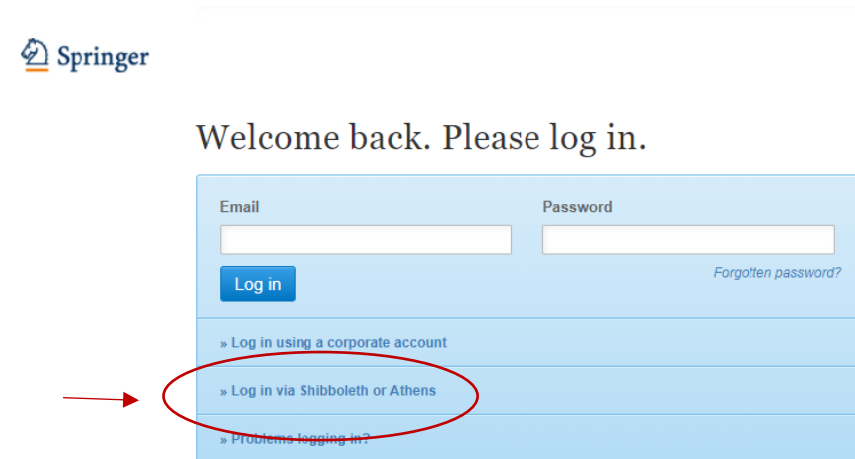 Springer
Welcome back. Please log in.
Email Password
Log in Forgotten password?
» Log in using a corporate account
» Log in via Shibboleth or Athens
» Problems logging in?